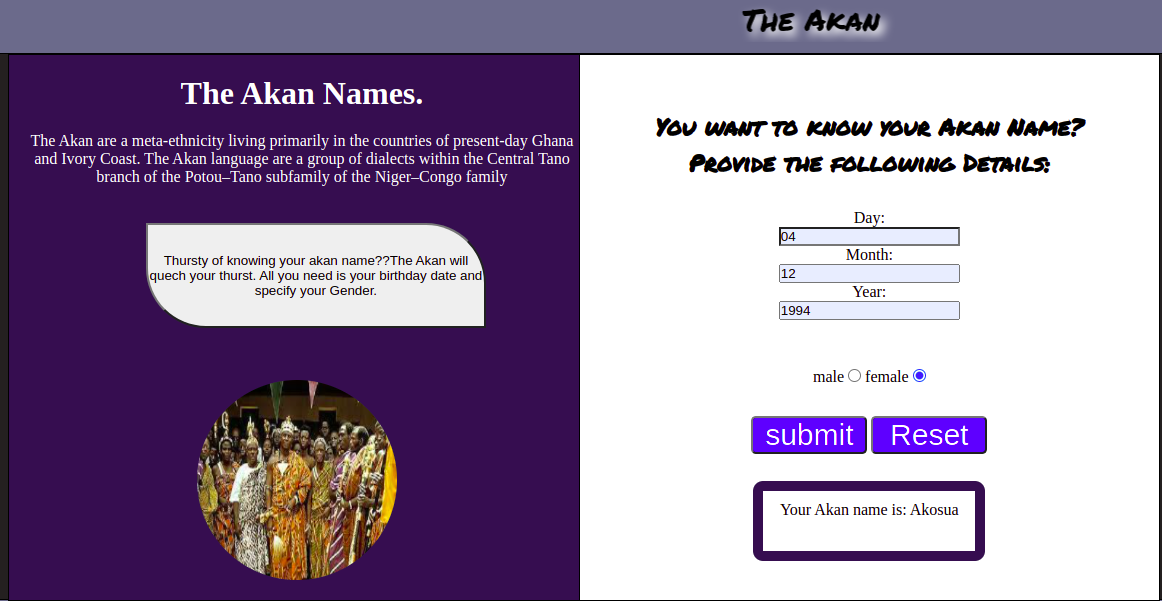 The Akan
The Akan Names.
The Akan are a meta-ethnicity living primarily in the countries of present-day Ghana
and Ivory Coast. The Akan language are a group of dialects within the Central Tano
branch of the Potou–Tano subfamily of the Niger–Congo family
Thursty of knowing your akan name??The Akan will
quech your thurst. All you need is your birthday date and
specify your Gender.
You want to know your Akan Name?
Provide the following Details:
Day:
04
Month:
12
Year:
1994
male female
submit Reset
Your Akan name is: Akosua